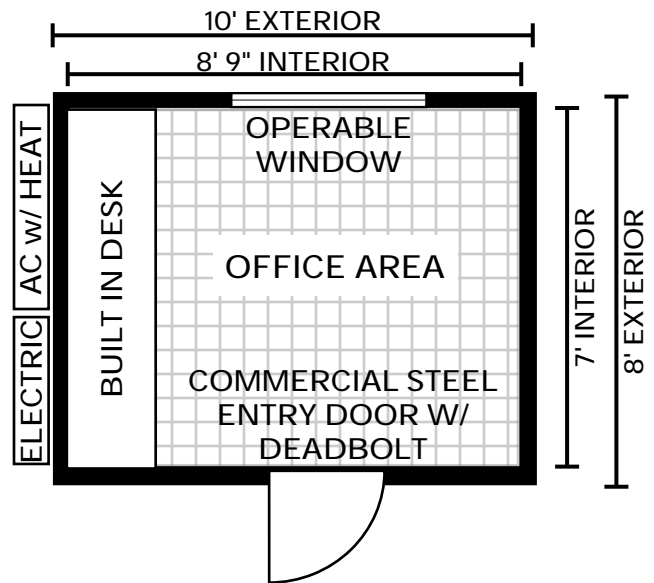 10' EXTERIOR
8' 9" INTERIOR
AC w/ HEAT
ELECTRIC
BUILT IN DESK
OPERABLE
WINDOW
OFFICE AREA
COMMERCIAL STEEL
ENTRY DOOR W/
DEADBOLT
7' INTERIOR
8' EXTERIOR